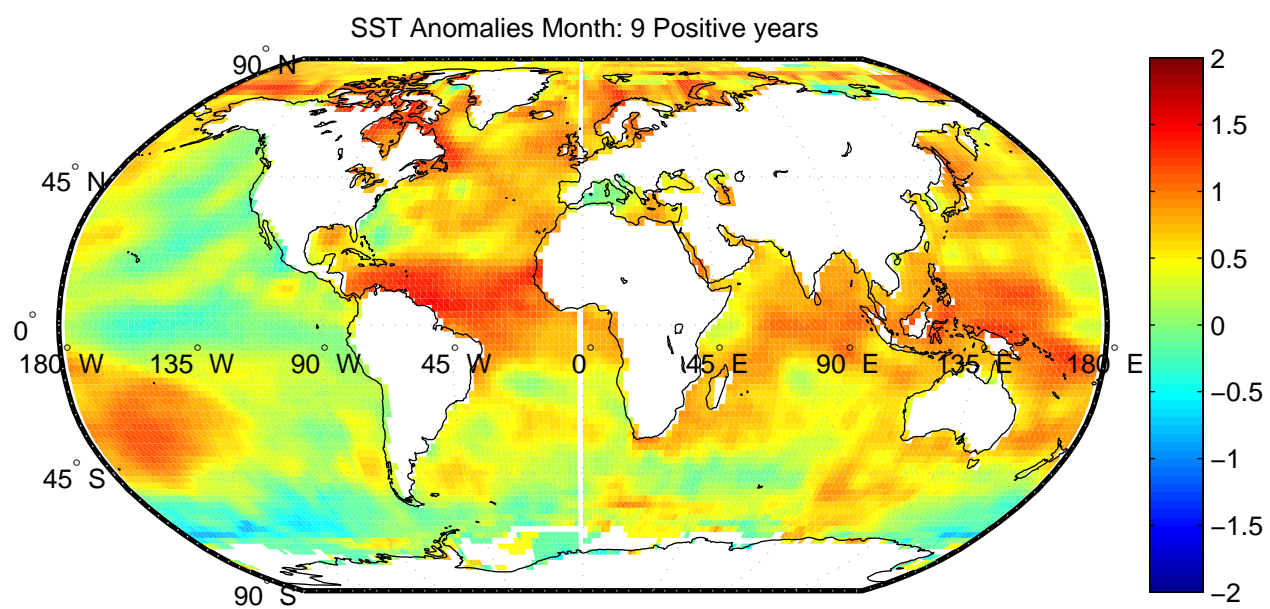 SST Anomalies Month: 9 Positive years
90° N
45° N
0°
180° W
135° W
90° W
45° W
0°
45° E
90° E
135° E
180° E
45° S
90° S
2
1.5
1
0.5
0
−0.5
−1
−1.5
−2